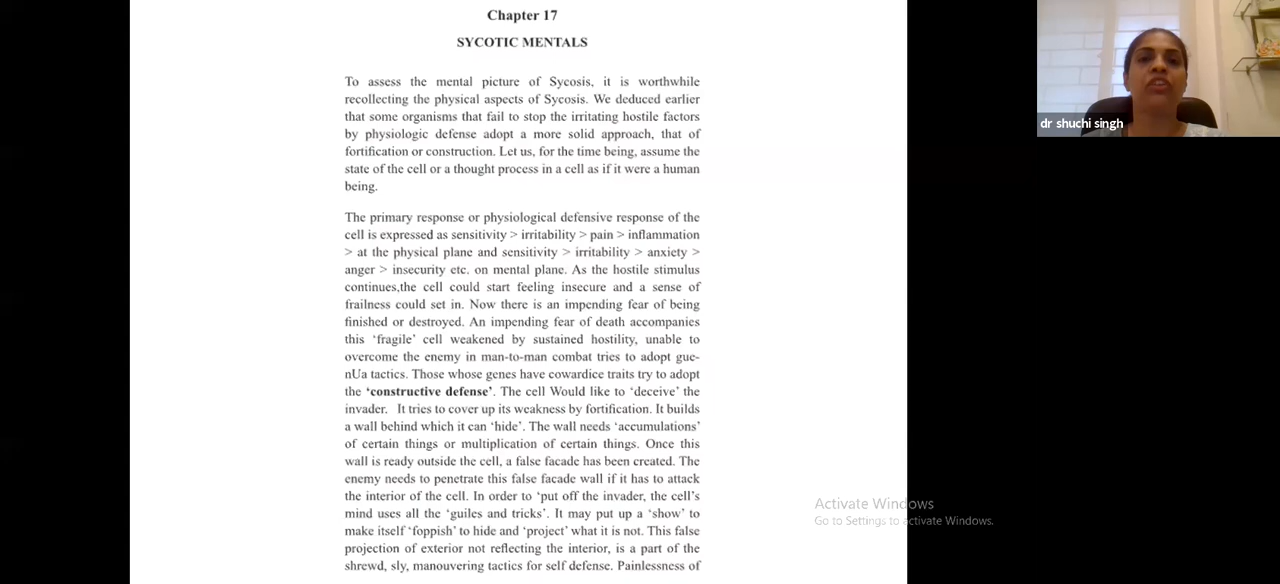 Chapter 17
SYCOTIC MENTALS
To assess the mental picture of Sycosis, it is worthwhile
recollecting the physical aspects of Sycosis. We deduced earlier
that some organisms that fail to stop the irritating hostile factors
by physiologic defense adopt a more solid approach, that of
fortification or construction. Let us, for the time being, assume the
state of the cell or a thought process in a cell as if it were a human
being.
The primary response or physiological defensive response of the
cell is expressed as sensitivity > irritability > pain > inflammation
> at the physical plane and sensitivity > irritability > anxiety >
anger > insecurity etc. on mental plane. As the hostile stimulus
continues,the cell could start feeling insecure and a sense of
frailness could set in. Now there is an impending fear of being
finished or destroyed. An impending fear of death accompanies
this ‘fragile’ cell weakened by sustained hostility, unable to
overcome the enemy in man-to-man combat tries to adopt gue-
nUa tactics. Those whose genes have cowardice traits try to adopt
the ‘constructive defense’. The cell Would like to ‘deceive’ the
invader. It tries to cover up its weakness by fortification. It builds
a wall behind which it can ‘hide’. The wall needs ‘accumulations’
of certain things or multiplication of certain things. Once this
wall is ready outside the cell, a false facade has been created. The
enemy needs to penetrate this false facade wall if it has to attack
the interior of the cell. In order to ‘put off the invader, the cell’s
mind uses all the ‘guiles and tricks’. It may put up a ‘show’ to
make itself ‘foppish’ to hide and ‘project’ what it is not. This false
projection of exterior not reflecting the interior, is a part of the
shrewd, sly, manouvering tactics for self defense. Painlessness of
dr shuchi singh
Activate Windows
Go to Settings to activate Windows.